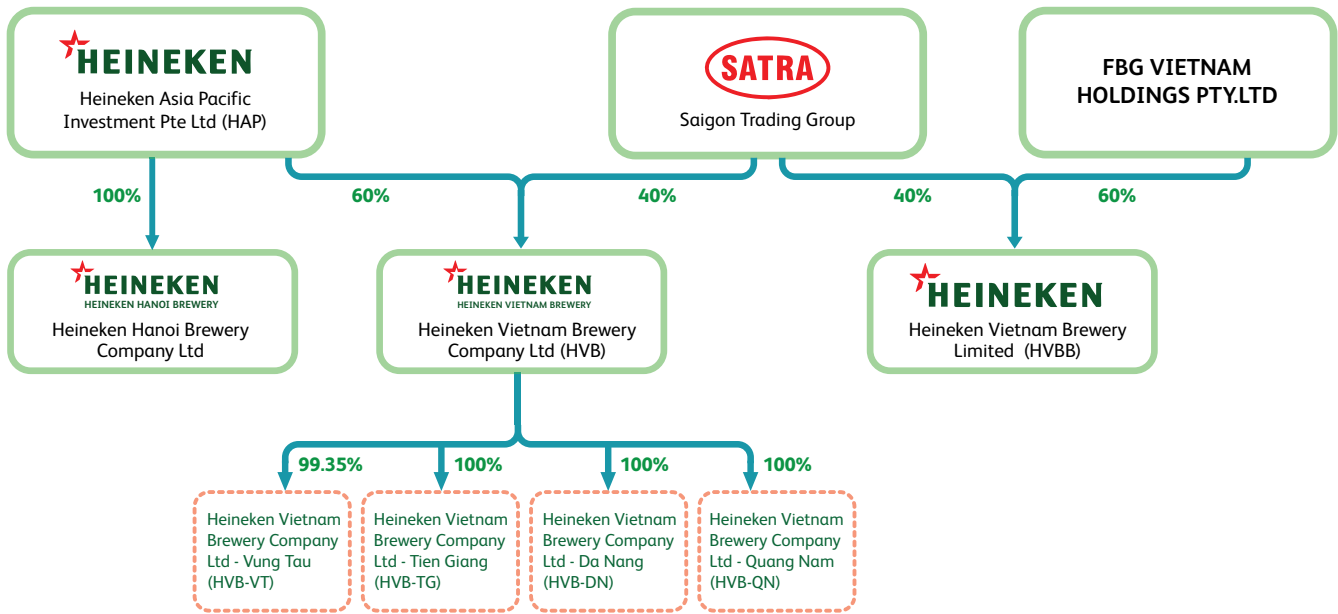 HEINEKEN
Heineken Asia Pacific
Investment Pte Ltd (HAP)
SATRA
Saigon Trading Group
FBG VIETNAM
HOLDINGS PTY.LTD
100%
60%
40%
40%
60%
HEINEKEN
HEINEKEN HANOI BREWERY
Heineken Hanoi Brewery
Company Ltd
HEINEKEN
HEINEKEN VIETNAM BREWERY
Heineken Vietnam Brewery
Company Ltd (HVB)
HEINEKEN
Heineken Vietnam Brewery
Limited (HVBB)
99.35%
100%
100%
100%
Heineken Vietnam
Brewery Company
Ltd - Vung Tau
(HVB-VT)
Heineken Vietnam
Brewery Company
Ltd - Tien Giang
(HVB-TG)
Heineken Vietnam
Brewery Company
Ltd - Da Nang
(HVB-DN)
Heineken Vietnam
Brewery Company
Ltd - Quang Nam
(HVB-QN)